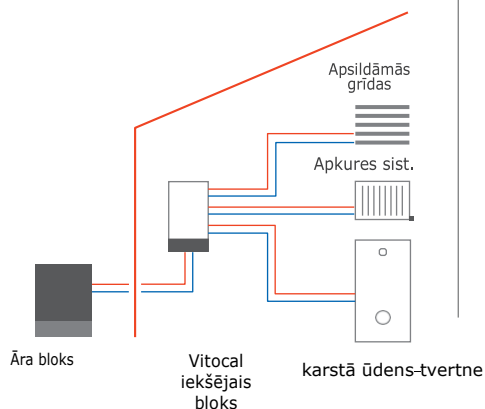 Apsildāmās
grīdas
Apkures sist.
Āra bloks
Vitocal
iekšējais
bloks
karstā ūdens-tvertne